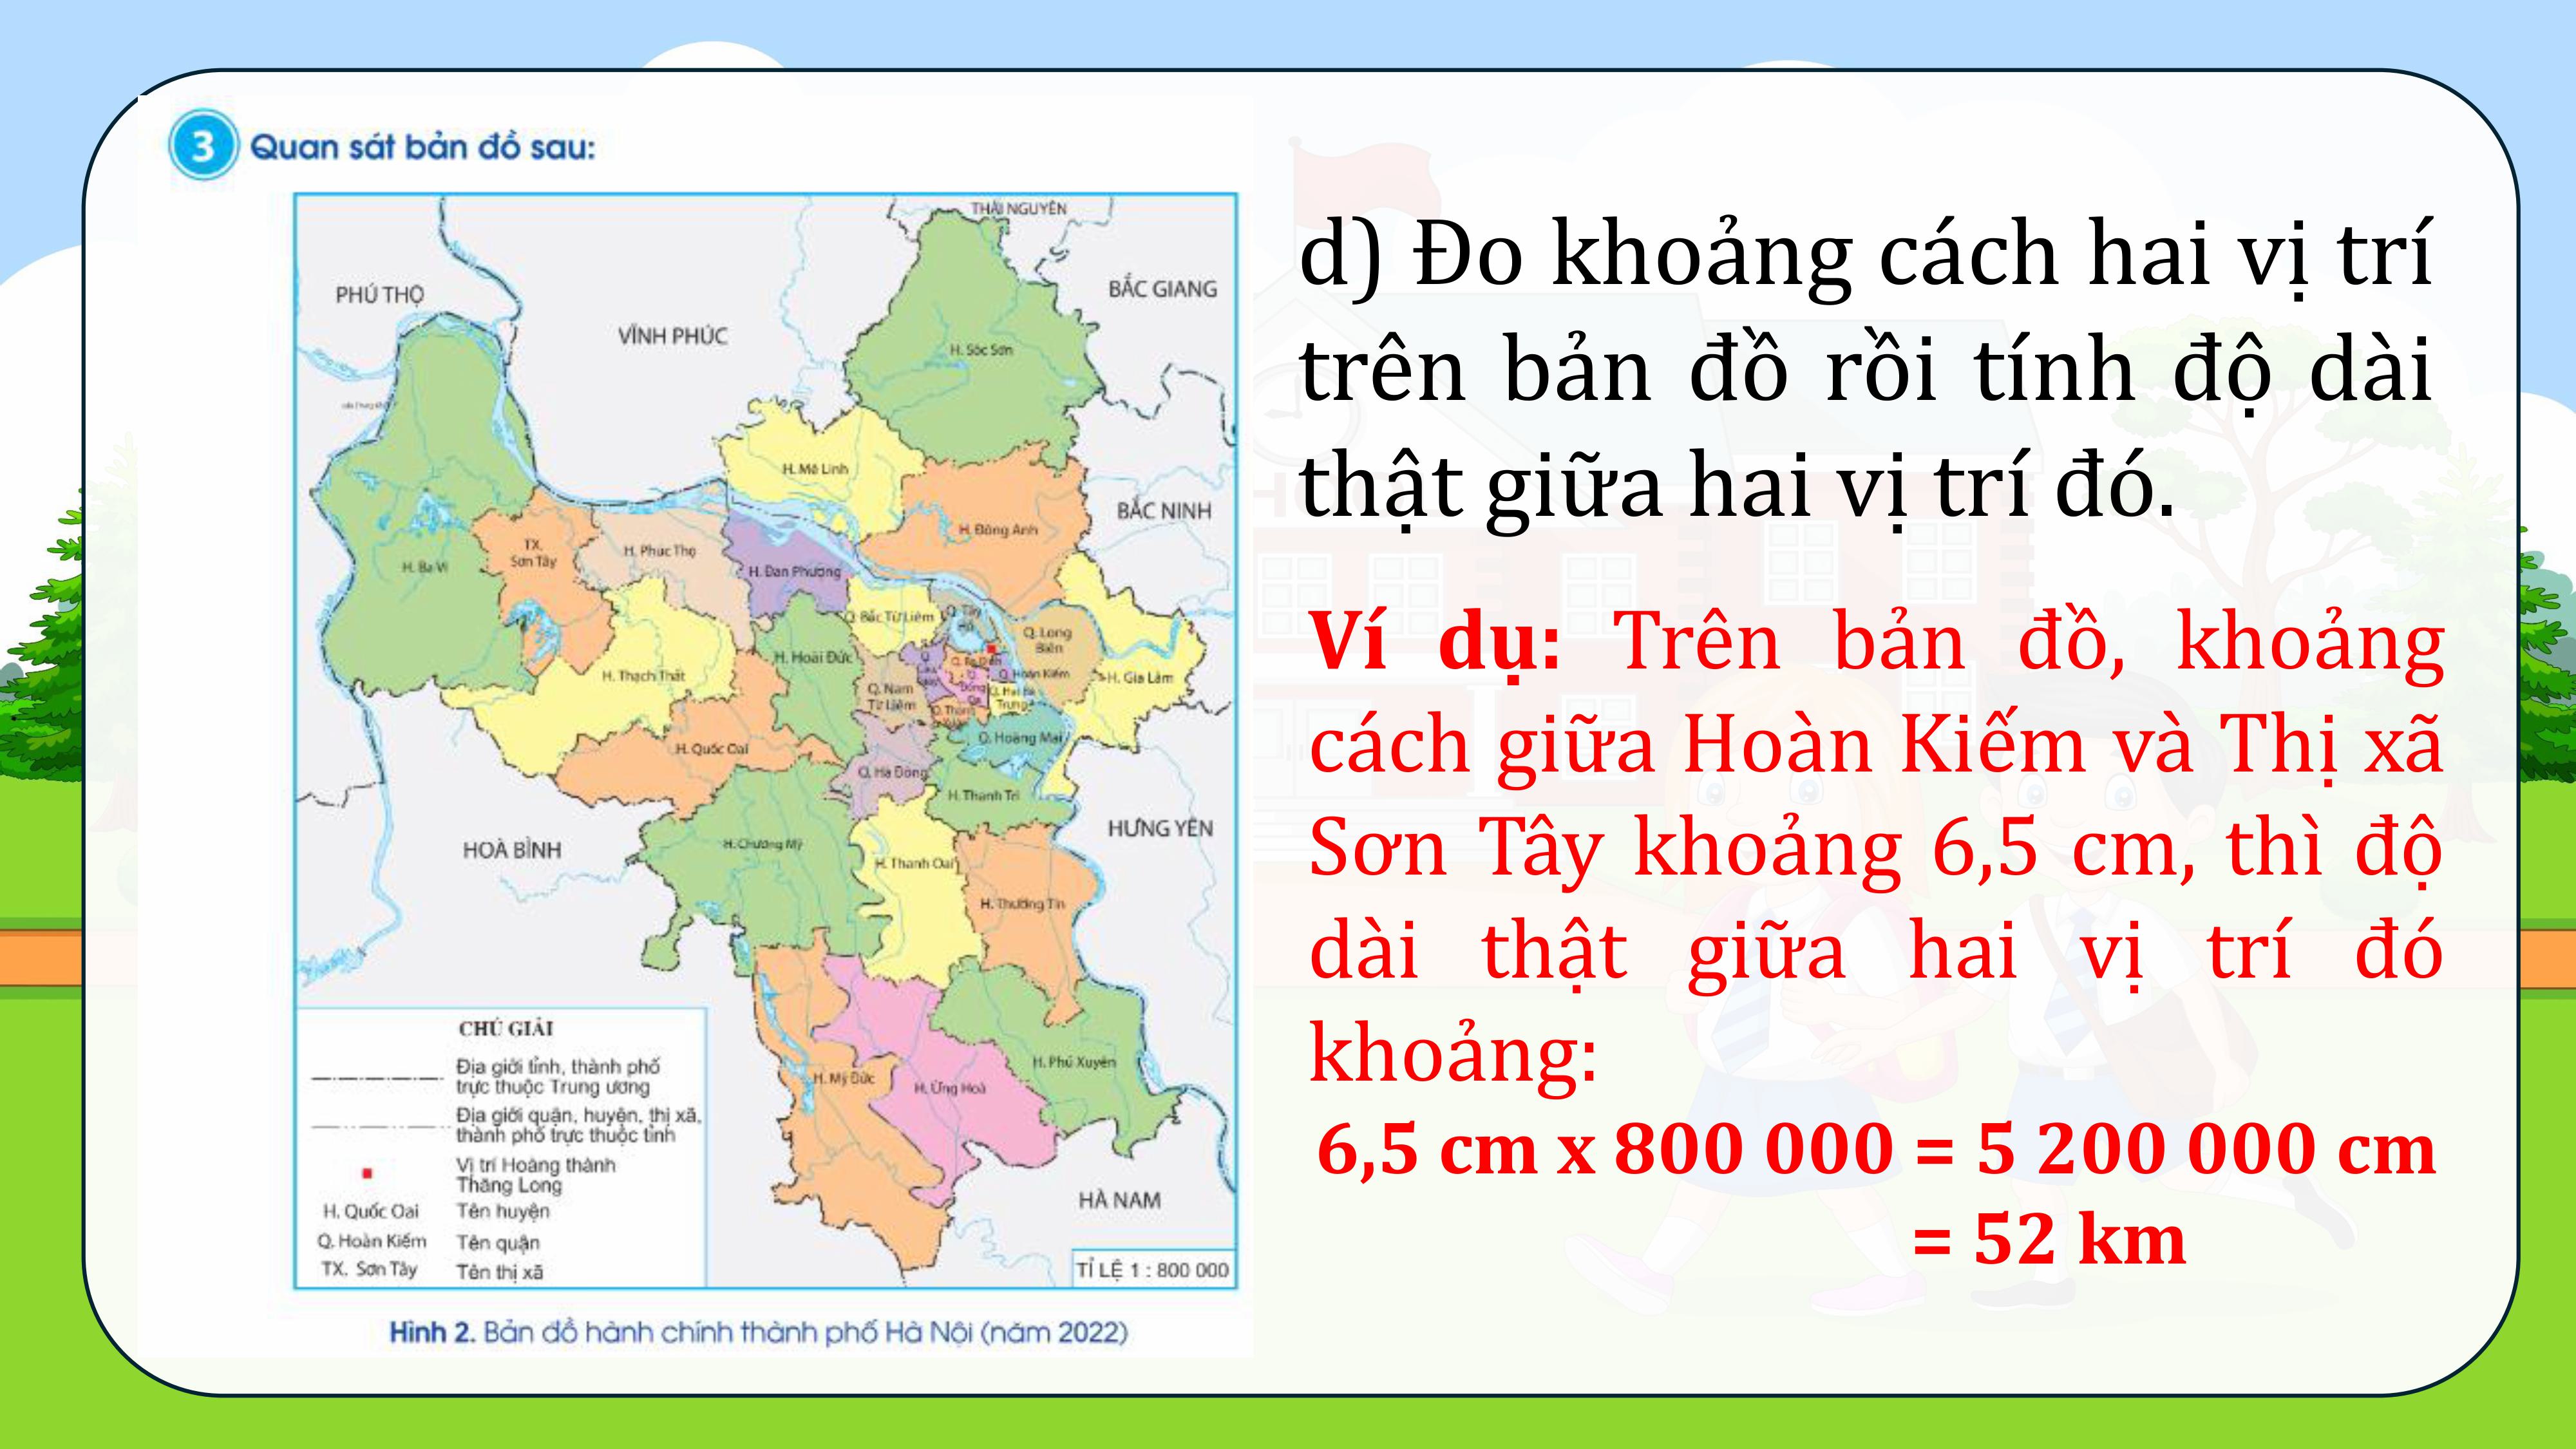 3 Quan sát bản đồ sau:
THÁI NGUYÊN
PHÚ THỌ
BẮC GIANG
VĨNH PHÚC
H. Sóc Sơn
H. Mê Linh
BẮC NINH
H. Đông Anh
TX.
Sơn Tây
H. Phúc Thọ
H. Ba Vì
H. Đan Phượng
Q. Bắc Từ Liêm
Q. Tây
Hồ
Q. Long
Biên
H. Hoài Đức
H. Thạch Thất
Q. Hoàn Kiếm
H. Gia Lâm
Q. Nam
Từ Liêm
Q. Hai Bà
Trưng
Q. Hoàng Mai
H. Quốc Oai
Q. Hà Đông
H. Thanh Trì
HƯNG YÊN
HOÀ BÌNH
H. Chương Mỹ
H. Thanh Oai
H. Thường Tín
H. Phú Xuyên
H. Mỹ Đức
H. Ứng Hoà
HÀ NAM
CHÚ GIẢI
Địa giới tỉnh, thành phố
trực thuộc Trung ương
Địa giới quận, huyện, thị xã,
thành phố trực thuộc tỉnh
Vị trí Hoàng thành
Thăng Long
H. Quốc Oai Tên huyện
Q. Hoàn Kiếm Tên quận
TX. Sơn Tây Tên thị xã
TỈ LỆ 1 : 800 000
Hình 2. Bản đồ hành chính thành phố Hà Nội (năm 2022)
d) Đo khoảng cách hai vị trí
trên bản đồ rồi tính độ dài
thật giữa hai vị trí đó.
Ví dụ: Trên bản đồ, khoảng
cách giữa Hoàn Kiếm và Thị xã
Sơn Tây khoảng 6,5 cm, thì độ
dài thật giữa hai vị trí đó
khoảng:
6,5 cm x 800 000 = 5 200 000 cm
= 52 km